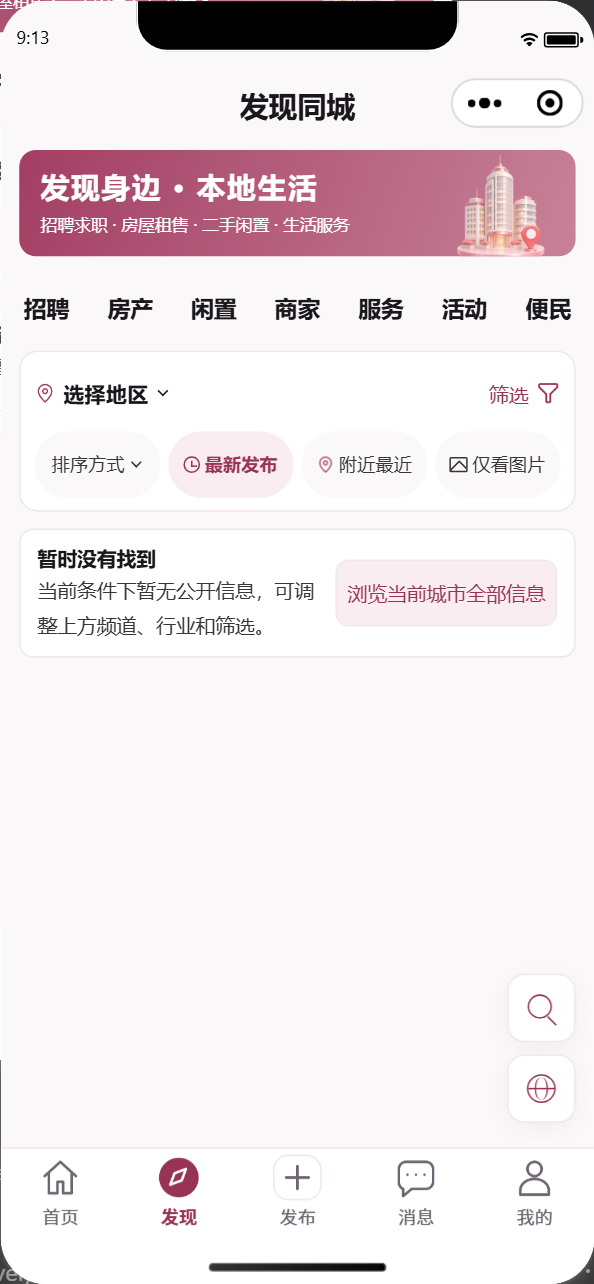 9:13
发现同城
发现身边·本地生活
招聘求职·房屋租售·二手闲置·生活服务
招聘 房产 闲置 商家 服务 活动 便民
选择地区 筛选
排序方式 最新发布 附近最近 仅看图片
暂时没有找到
当前条件下暂无公开信息，可调
整上方频道、行业和筛选。
浏览当前城市全部信息
首页 发现 发布 消息 我的